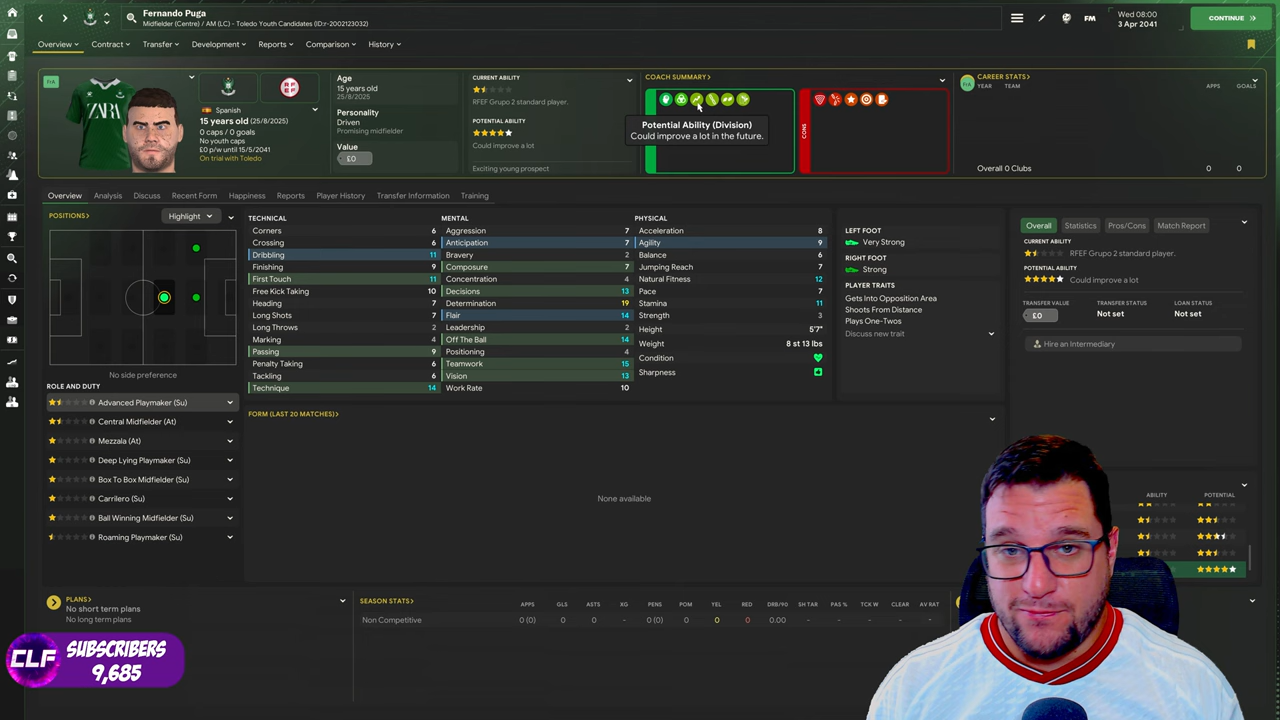 Fernando Puga
Midfielder (Centre) / AM (LC) - Toledo Youth Candidates (ID:r-2002123032)
FM
Wed 08:00
3 Apr 2041
CONTINUE
Overview
Contract
Transfer
Development
Reports
Comparison
History
ZARA
Spanish
15 years old (25/8/2025)
0 caps / 0 goals
No youth caps
£0 p/w until 15/5/2041
On trial with Toledo
Age
15 years old
25/8/2025
Personality
Driven
Promising midfielder
Value
£0
CURRENT ABILITY
RFEF Grupo 2 standard player.
POTENTIAL ABILITY
Could improve a lot
Exciting young prospect
COACH SUMMARY>
Potential Ability (Division)
Could improve a lot in the future.
CONS
CAREER STATS>
YEAR TEAM APPS GOALS
Overall 0 Clubs 0 0
Overview
Analysis
Discuss
Recent Form
Happiness
Reports
Player History
Transfer Information
Training
POSITIONS>
Highlight
No side preference
ROLE AND DUTY
Advanced Playmaker (Su)
Central Midfielder (At)
Mezzala (At)
Deep Lying Playmaker (Su)
Box To Box Midfielder (Su)
Carrilero (Su)
Ball Winning Midfielder (Su)
Roaming Playmaker (Su)
TECHNICAL
Corners 6
Crossing 6
Dribbling 11
Finishing 9
First Touch 11
Free Kick Taking 10
Heading 7
Long Shots 7
Long Throws 2
Marking 4
Passing 9
Penalty Taking 6
Tackling 6
Technique 14
MENTAL
Aggression 7
Anticipation 7
Bravery 2
Composure 7
Concentration 4
Decisions 13
Determination 19
Flair 14
Leadership 2
Off The Ball 14
Positioning 4
Teamwork 15
Vision 13
Work Rate 10
PHYSICAL
Acceleration 8
Agility 9
Balance 6
Jumping Reach 7
Natural Fitness 12
Pace 7
Stamina 11
Strength 3
Height 5'7"
Weight 8 st 13 lbs
Condition
Sharpness
LEFT FOOT
Very Strong
RIGHT FOOT
Strong
PLAYER TRAITS
Gets Into Opposition Area
Shoots From Distance
Plays One-Twos
Discuss new trait
Overall
Statistics
Pros/Cons
Match Report
CURRENT ABILITY
RFEF Grupo 2 standard player.
POTENTIAL ABILITY
Could improve a lot
TRANSFER VALUE
£0
TRANSFER STATUS
Not set
LOAN STATUS
Not set
Hire an Intermediary
FORM (LAST 20 MATCHES)>
None available
ABILITY POTENTIAL
PLANS>
No short term plans
No long term plans
SEASON STATS> APPS GLS ASTS XG PENS POM YEL RED DRB/90 SH TAR PAS % TCK W CLEAR AV RAT
Non Competitive 0 (0) 0 0 - 0 (0) 0 0 0 0.00 - - - - -
CLF
SUBSCRIBERS
9,685